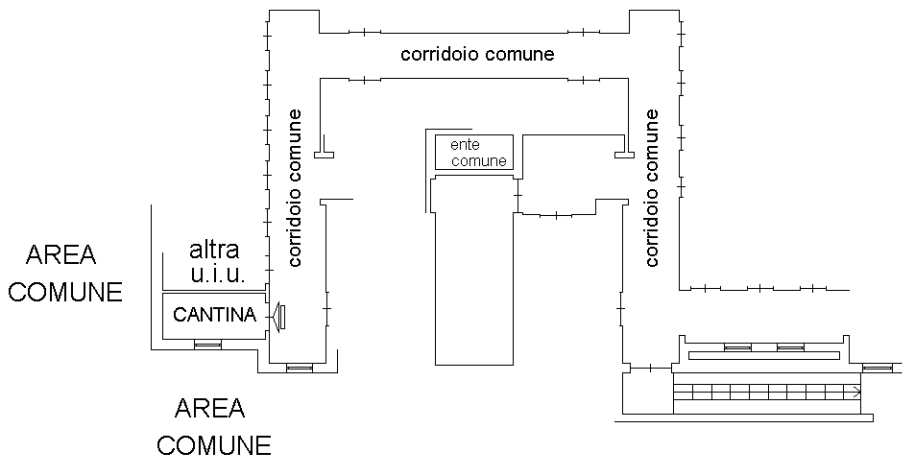 corridoio comune
corridoio comune
corridoio comune
ente
comune
altra
u.i.u.
AREA
COMUNE
CANTINA
AREA
COMUNE